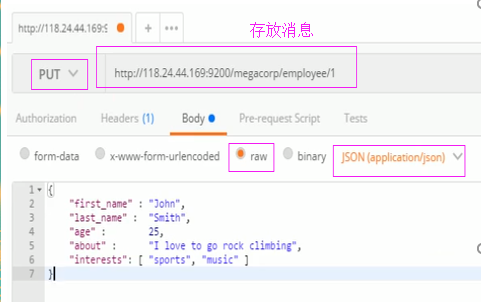 http://118.24.44.169:
+
•••
存放消息
PUT
http://118.24.44.169:9200/megacorp/employee/1
Authorization Headers (1) Body Pre-request Script Tests
form-data x-www-form-urlencoded raw binary JSON (application/json)
1 {
2 "first_name" : "John",
3 "last_name" : "Smith",
4 "age" : 25,
5 "about" : "I love to go rock climbing",
6 "interests": [ "sports", "music" ]
7 }